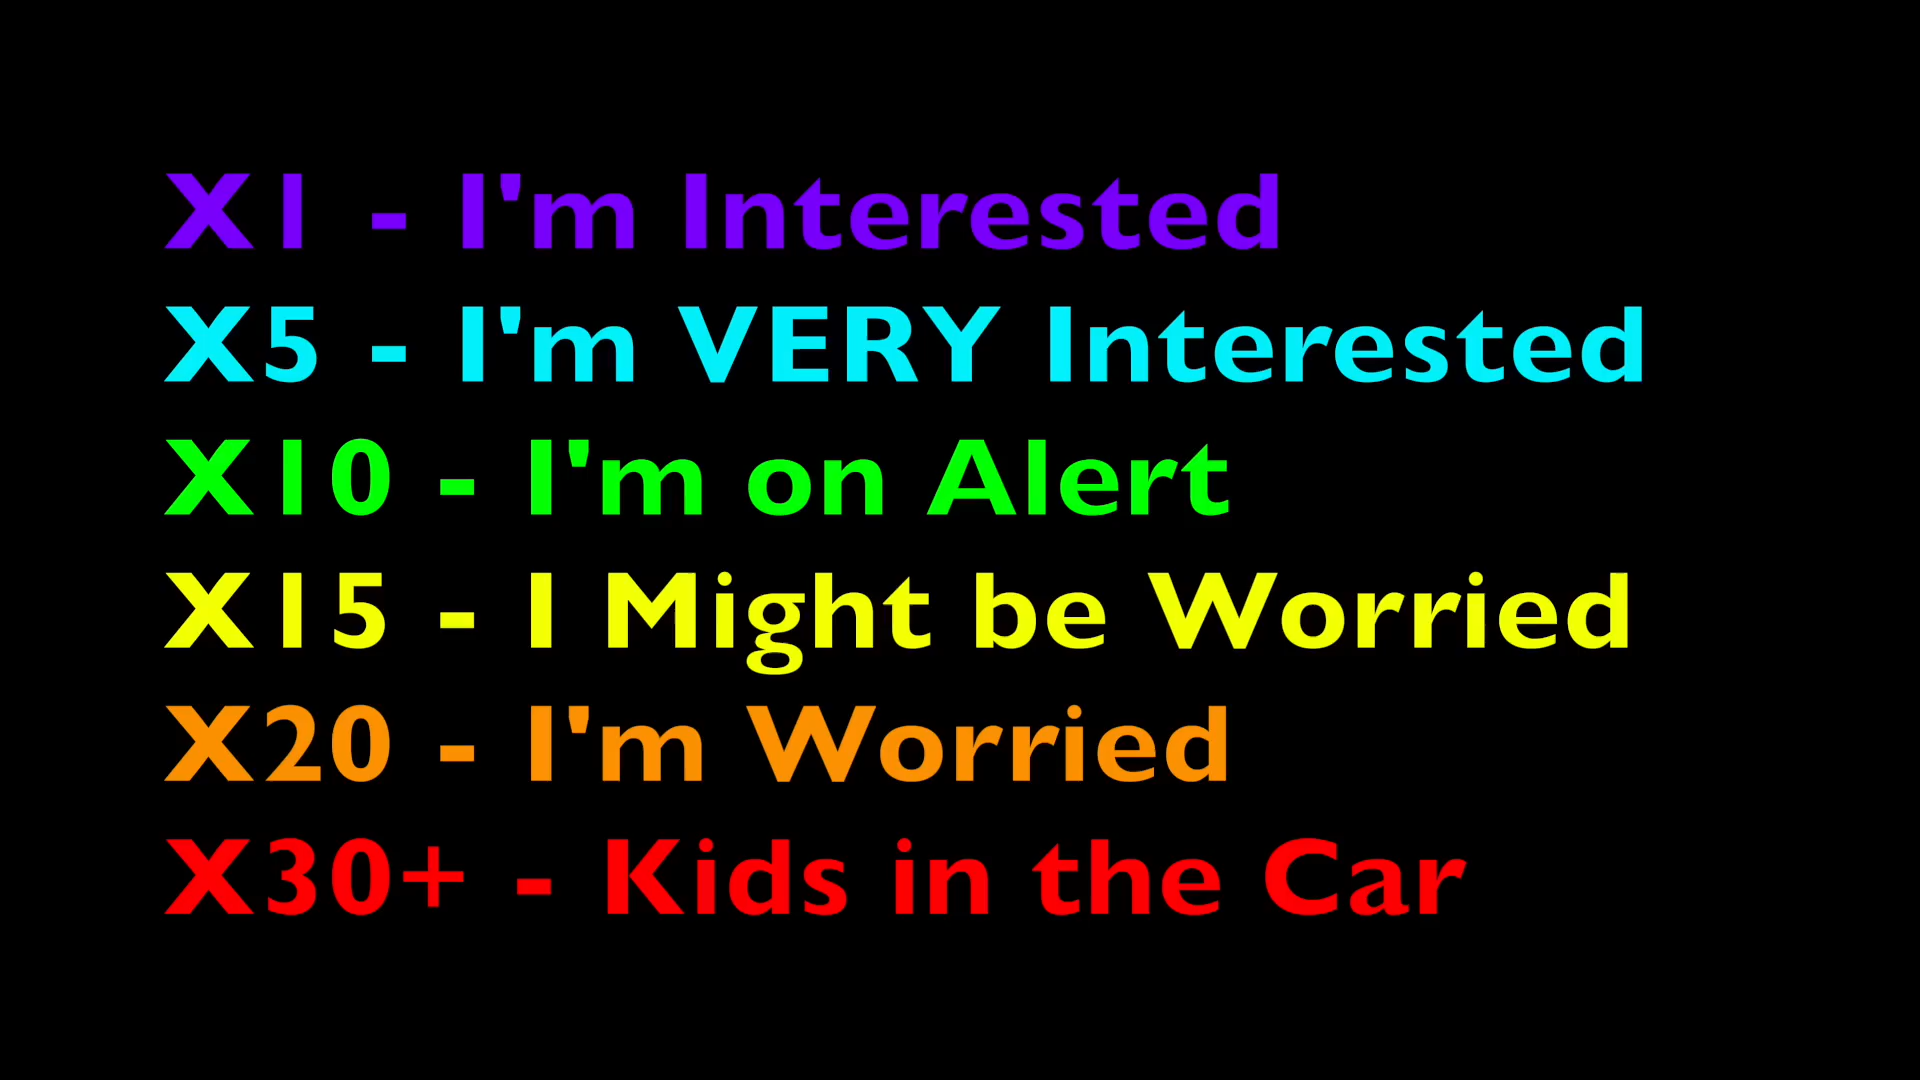 X1 - I'm Interested
X5 - I'm VERY Interested
X10 - I'm on Alert
X15 - I Might be Worried
X20 - I'm Worried
X30+ - Kids in the Car